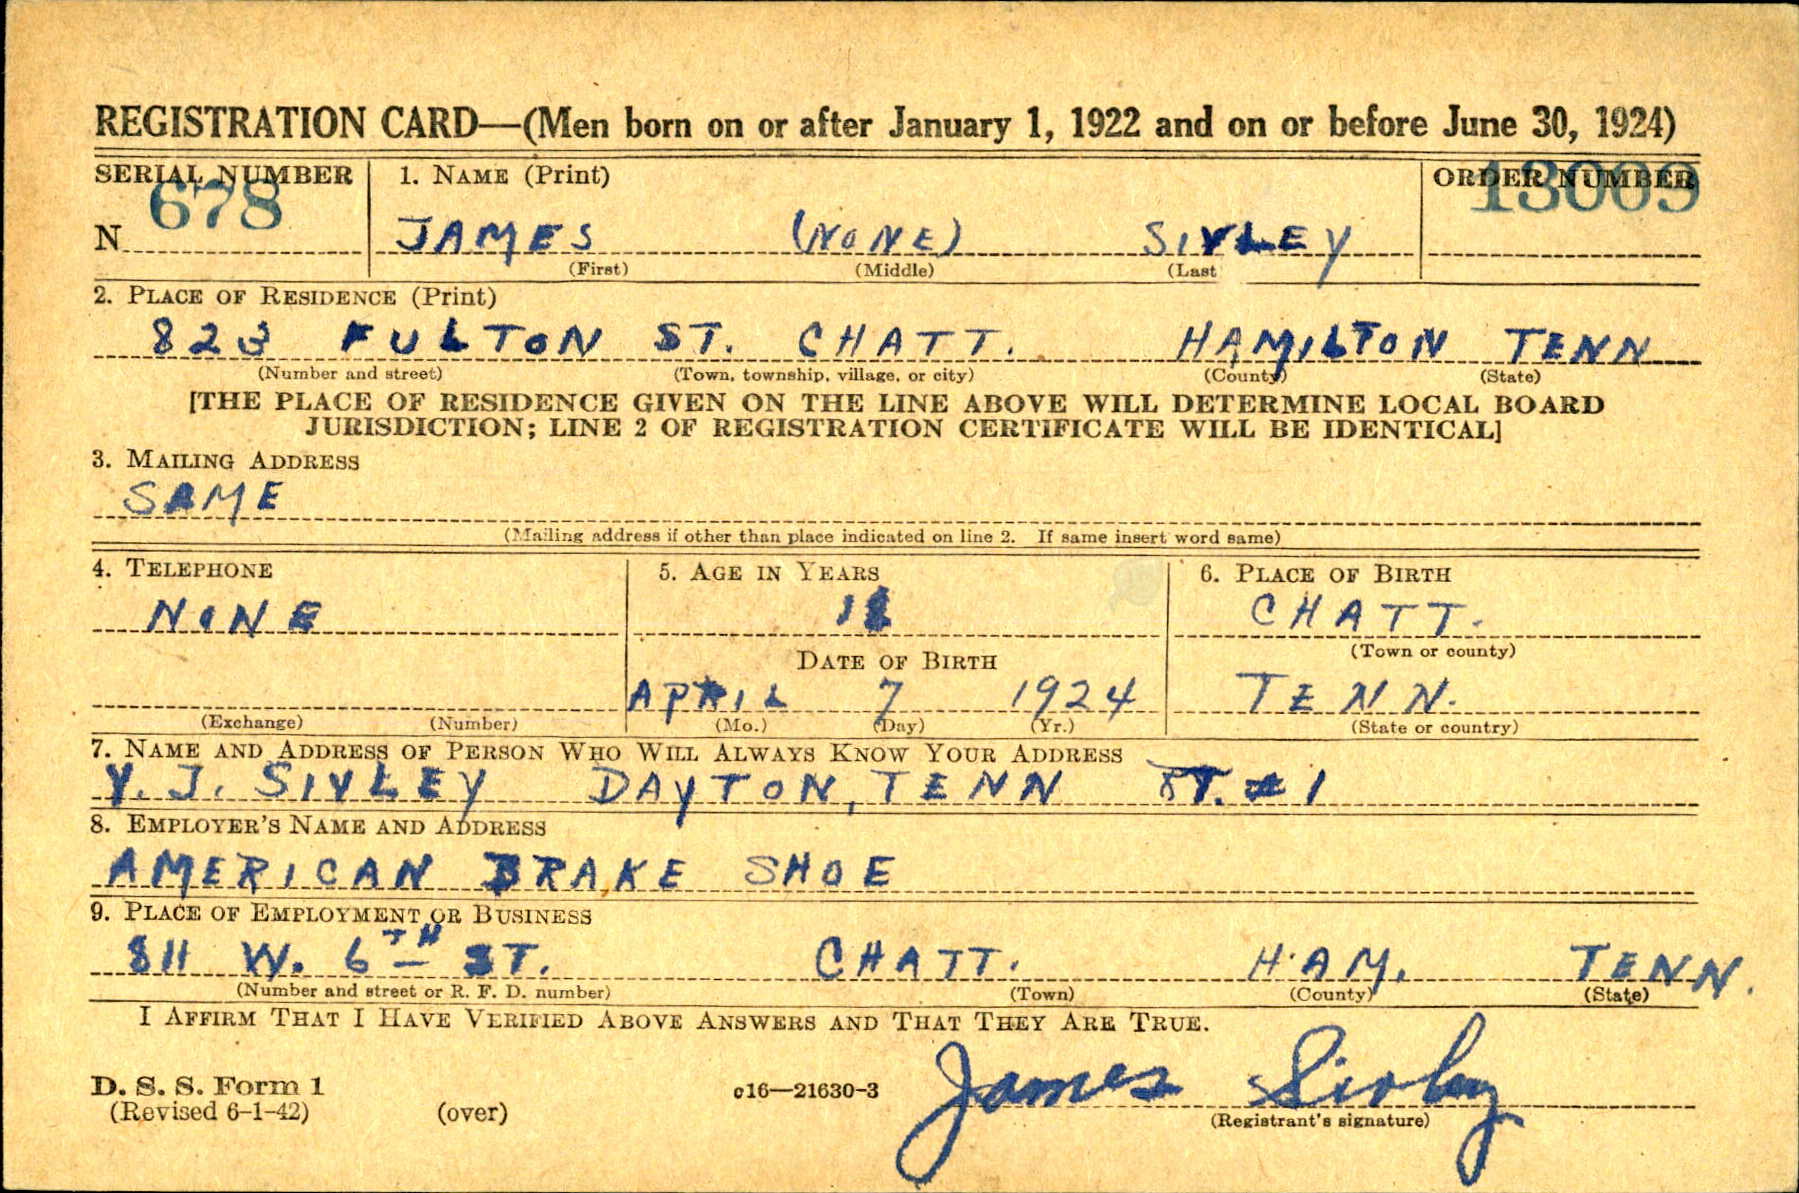 REGISTRATION CARD—(Men born on or after January 1, 1922 and on or before June 30, 1924)
SERIAL NUMBER 1. NAME (Print) ORDER NUMBER
678 13009
N JAMES (NONE) SIVLEY
(First) (Middle) (Last
2. PLACE OF RESIDENCE (Print)
823 FULTON ST. CHATT. HAMILTON TENN
(Number and street) (Town, township, village, or city) (County) (State)
[THE PLACE OF RESIDENCE GIVEN ON THE LINE ABOVE WILL DETERMINE LOCAL BOARD
JURISDICTION; LINE 2 OF REGISTRATION CERTIFICATE WILL BE IDENTICAL]
3. MAILING ADDRESS
SAME
(Mailing address if other than place indicated on line 2. If same insert word same)
4. TELEPHONE 5. AGE IN YEARS 6. PLACE OF BIRTH
NONE 18 CHATT.
(Town or county)
DATE OF BIRTH
APRIL 7 1924 TENN.
(Exchange) (Number) (Mo.) (Day) (Yr.) (State or country)
7. NAME AND ADDRESS OF PERSON WHO WILL ALWAYS KNOW YOUR ADDRESS
V. J. SIVLEY DAYTON, TENN RT. #1
8. EMPLOYER'S NAME AND ADDRESS
AMERICAN BRAKE SHOE
9. PLACE OF EMPLOYMENT OR BUSINESS
811 W. 6TH ST. CHATT. HAM. TENN.
(Number and street or R. F. D. number) (Town) (County) (State)
I AFFIRM THAT I HAVE VERIFIED ABOVE ANSWERS AND THAT THEY ARE TRUE.
James Sivley
D. S. S. Form 1 c16—21630-3
(Revised 6-1-42) (over) (Registrant's signature)